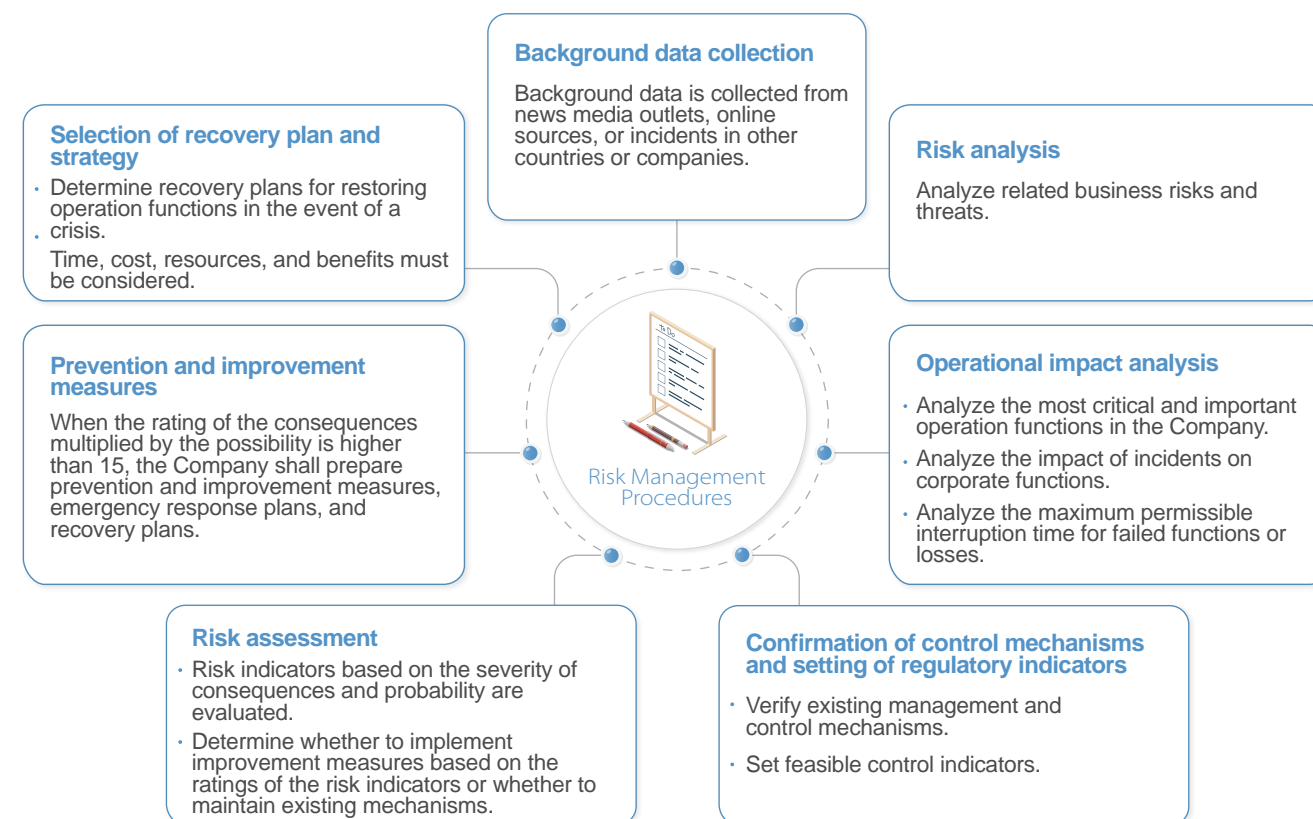 Background data collection
Background data is collected from
news media outlets, online
sources, or incidents in other
countries or companies.
Risk analysis
Analyze related business risks and
threats.
Operational impact analysis
· Analyze the most critical and important
operation functions in the Company.
· Analyze the impact of incidents on
corporate functions.
· Analyze the maximum permissible
interruption time for failed functions or
losses.
Confirmation of control mechanisms
and setting of regulatory indicators
· Verify existing management and
control mechanisms.
· Set feasible control indicators.
Risk assessment
· Risk indicators based on the severity of
consequences and probability are
evaluated.
· Determine whether to implement
improvement measures based on the
ratings of the risk indicators or whether to
maintain existing mechanisms.
Prevention and improvement
measures
When the rating of the consequences
multiplied by the possibility is higher
than 15, the Company shall prepare
prevention and improvement measures,
emergency response plans, and
recovery plans.
Selection of recovery plan and
strategy
· Determine recovery plans for restoring
operation functions in the event of a
· crisis.
Time, cost, resources, and benefits must
be considered.
To Do
Risk Management
Procedures